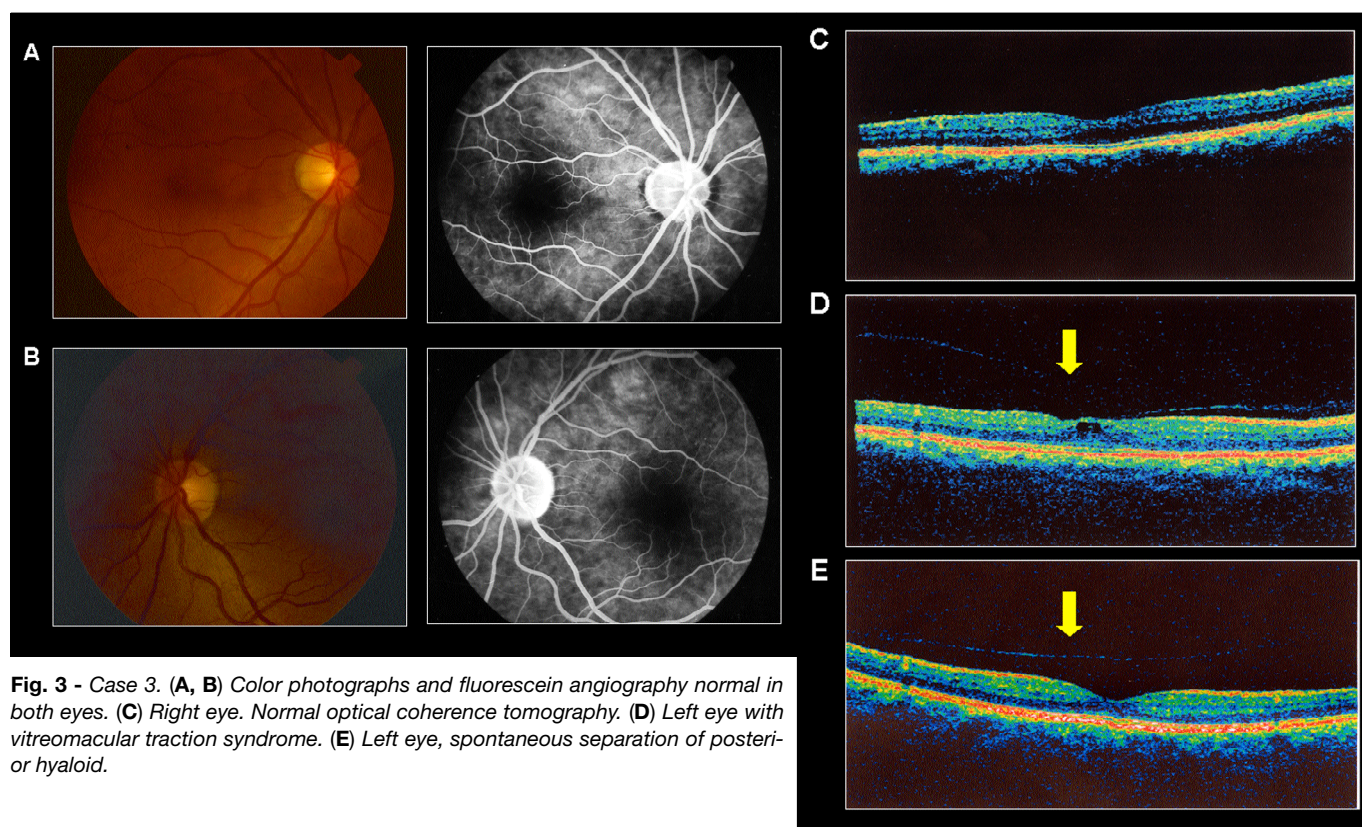 A
B
C
D
E
Fig. 3 - Case 3. (A, B) Color photographs and fluorescein angiography normal in
both eyes. (C) Right eye. Normal optical coherence tomography. (D) Left eye with
vitreomacular traction syndrome. (E) Left eye, spontaneous separation of posteri-
or hyaloid.